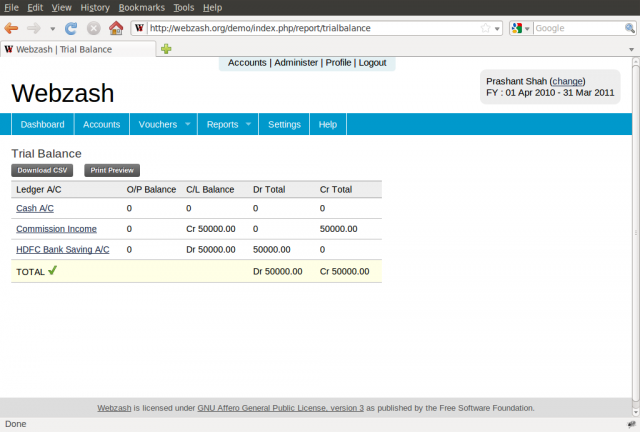 File Edit View History Bookmarks Tools Help
http://webzash.org/demo/index.php/report/trialbalance
Google
Webzash | Trial Balance
Accounts | Administer | Profile | Logout
Webzash
Prashant Shah (change)
FY : 01 Apr 2010 - 31 Mar 2011
Dashboard Accounts Vouchers Reports Settings Help
Trial Balance
Download CSV Print Preview
Ledger A/C O/P Balance C/L Balance Dr Total Cr Total
Cash A/C 0 0 0 0
Commission Income 0 Cr 50000.00 0 50000.00
HDFC Bank Saving A/C 0 Dr 50000.00 50000.00 0
TOTAL Dr 50000.00 Cr 50000.00
Webzash is licensed under GNU Affero General Public License, version 3 as published by the Free Software Foundation.
Done